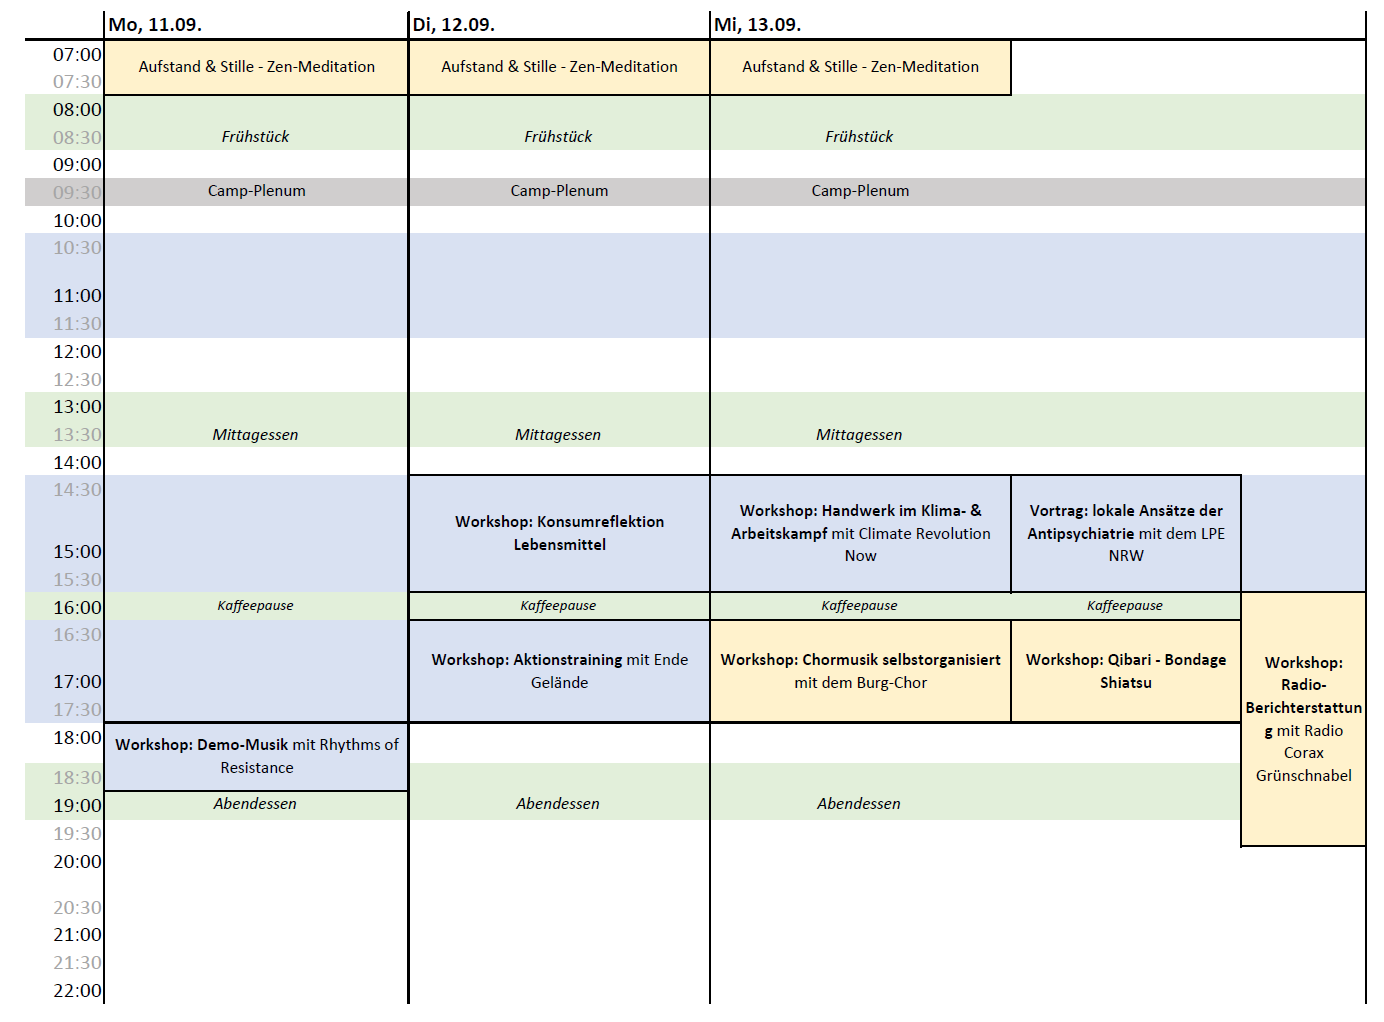 Mo, 11.09. Di, 12.09. Mi, 13.09.
07:00
Aufstand & Stille - Zen-Meditation Aufstand & Stille - Zen-Meditation Aufstand & Stille - Zen-Meditation
07:30
08:00
08:30 Frühstück Frühstück Frühstück
09:00
09:30 Camp-Plenum Camp-Plenum Camp-Plenum
10:00
10:30
11:00
11:30
12:00
12:30
13:00
13:30 Mittagessen Mittagessen Mittagessen
14:00
14:30
Workshop: Konsumreflektion
Lebensmittel
Workshop: Handwerk im Klima- &
Arbeitskampf mit Climate Revolution
Now
Vortrag: lokale Ansätze der
Antipsychiatrie mit dem LPE
NRW
15:00
15:30
16:00 Kaffeepause Kaffeepause Kaffeepause Kaffeepause
16:30
Workshop: Aktionstraining mit Ende
Gelände
Workshop: Chormusik selbstorganisiert
mit dem Burg-Chor
Workshop: Qibari - Bondage
Shiatsu
Workshop:
Radio-
Berichterstattun
g mit Radio
Corax
Grünschnabel
17:00
17:30
18:00
Workshop: Demo-Musik mit Rhythms of
Resistance
18:30
19:00 Abendessen Abendessen Abendessen
19:30
20:00
20:30
21:00
21:30
22:00